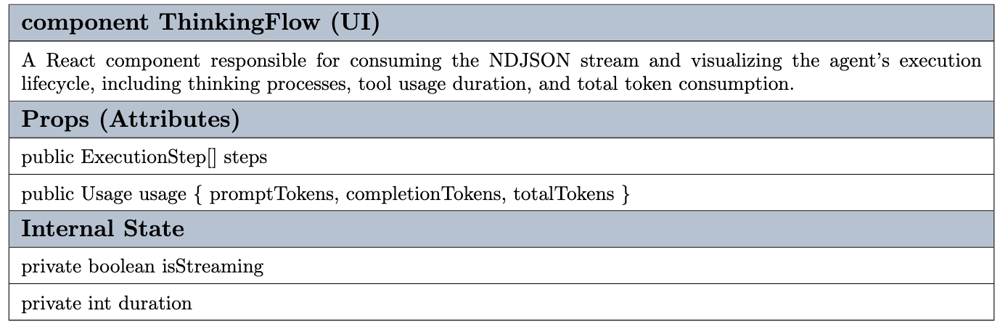 component ThinkingFlow (UI)
A React component responsible for consuming the NDJSON stream and visualizing the agent’s execution
lifecycle, including thinking processes, tool usage duration, and total token consumption.
Props (Attributes)
public ExecutionStep[] steps
public Usage usage { promptTokens, completionTokens, totalTokens }
Internal State
private boolean isStreaming
private int duration